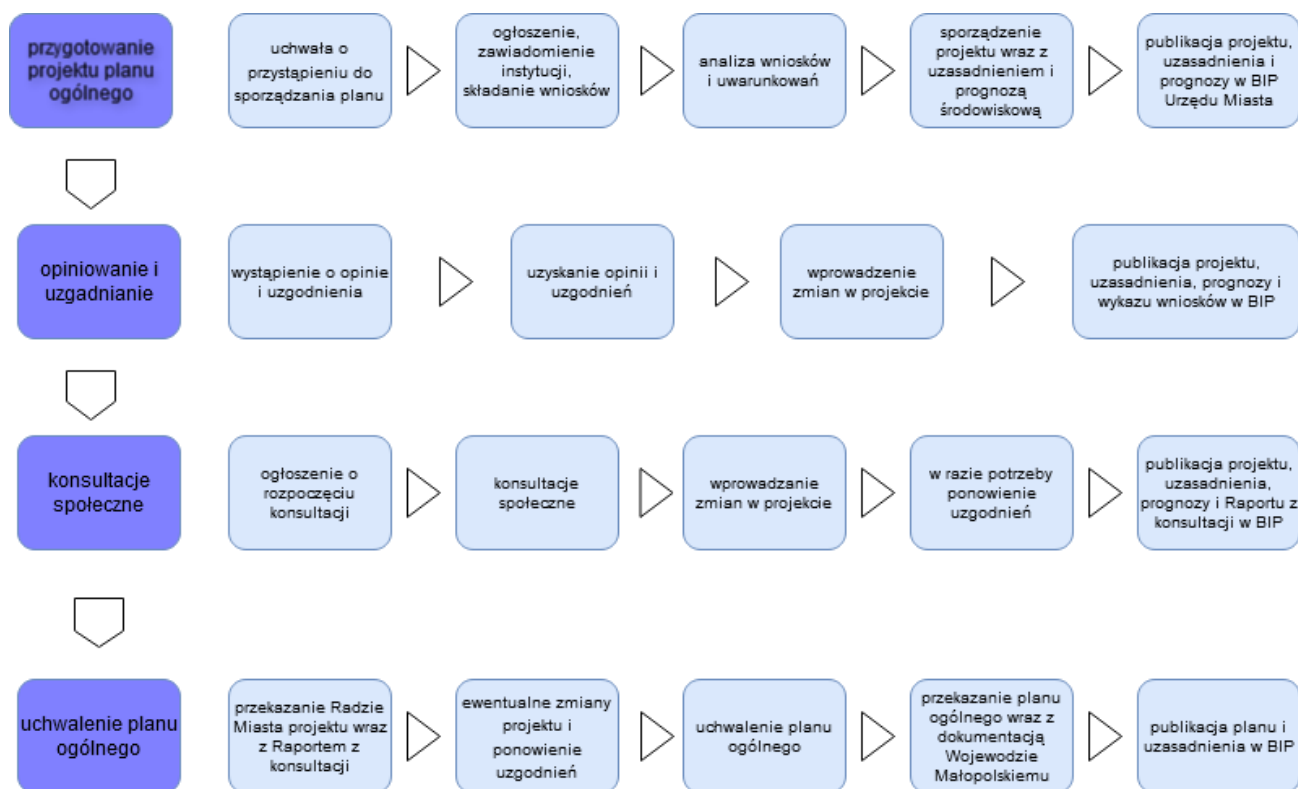 przygotowanie
projektu planu
ogólnego
uchwała o
przystąpieniu do
sporządzania planu
ogłoszenie,
zawiadomienie
instytucji,
składanie wniosków
analiza wniosków
i uwarunkowań
sporządzenie
projektu wraz z
uzasadnieniem i
prognozą
środowiskową
publikacja projektu,
uzasadnienia i
prognozy w BIP
Urzędu Miasta
opiniowanie i
uzgadnianie
wystąpienie o opinie
i uzgodnienia
uzyskanie opinii i
uzgodnień
wprowadzenie
zmian w projekcie
publikacja projektu,
uzasadnienia, prognozy i
wykazu wniosków w BIP
konsultacje
społeczne
ogłoszenie o
rozpoczęciu
konsultacji
konsultacje
społeczne
wprowadzanie
zmian w projekcie
w razie potrzeby
ponowienie
uzgodnień
publikacja projektu,
uzasadnienia,
prognozy i Raportu z
konsultacji w BIP
uchwalenie planu
ogólnego
przekazanie Radzie
Miasta projektu wraz
z Raportem z
konsultacji
ewentualne zmiany
projektu i
ponowienie
uzgodnień
uchwalenie planu
ogólnego
przekazanie planu
ogólnego wraz z
dokumentacją
Wojewodzie
Małopolskiemu
publikacja planu i
uzasadnienia w BIP